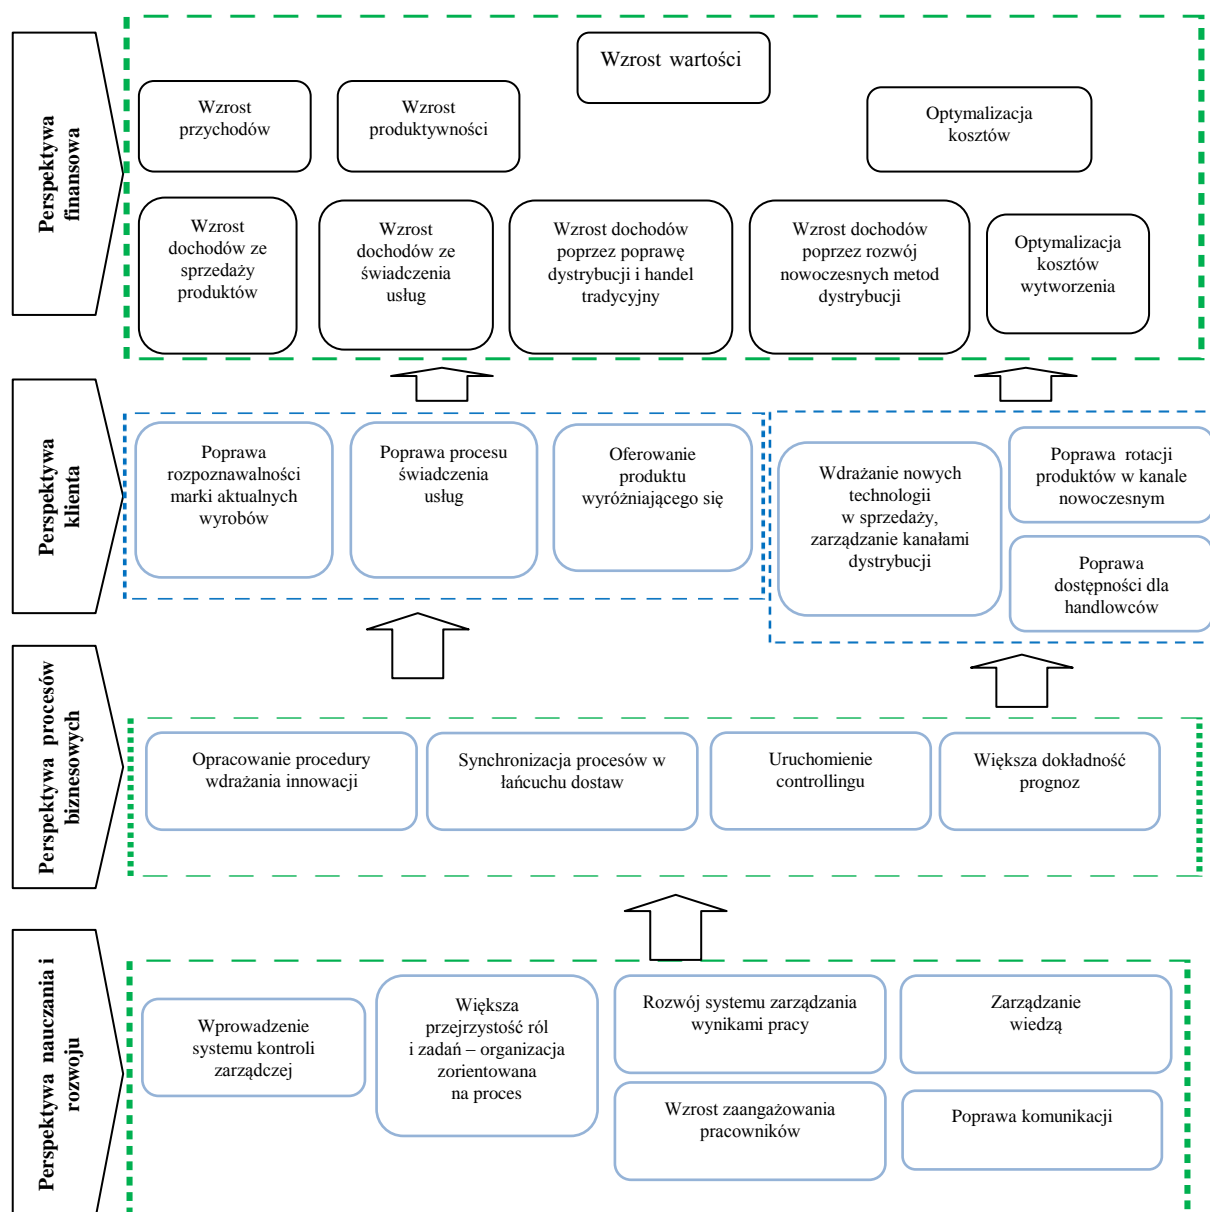 Perspektywa
finansowa
Wzrost wartości
Wzrost
przychodów
Wzrost
produktywności
Optymalizacja
kosztów
Wzrost
dochodów ze
sprzedaży
produktów
Wzrost
dochodów ze
świadczenia
usług
Wzrost dochodów
poprzez poprawę
dystrybucji i handel
tradycyjny
Wzrost dochodów
poprzez rozwój
nowoczesnych metod
dystrybucji
Optymalizacja
kosztów
wytworzenia
Perspektywa
klienta
Poprawa
rozpoznawalności
marki aktualnych
wyrobów
Poprawa procesu
świadczenia
usług
Oferowanie
produktu
wyróżniającego się
Wdrażanie nowych
technologii
w sprzedaży,
zarządzanie kanałami
dystrybucji
Poprawa rotacji
produktów w kanale
nowoczesnym
Poprawa
dostępności dla
handlowców
Perspektywa procesów
biznesowych
Opracowanie procedury
wdrażania innowacji
Synchronizacja procesów w
łańcuchu dostaw
Uruchomienie
controllingu
Większa dokładność
prognoz
Perspektywa nauczania i
rozwoju
Wprowadzenie
systemu kontroli
zarządczej
Większa
przejrzystość ról
i zadań – organizacja
zorientowana
na proces
Rozwój systemu zarządzania
wynikami pracy
Zarządzanie
wiedzą
Wzrost zaangażowania
pracowników
Poprawa komunikacji